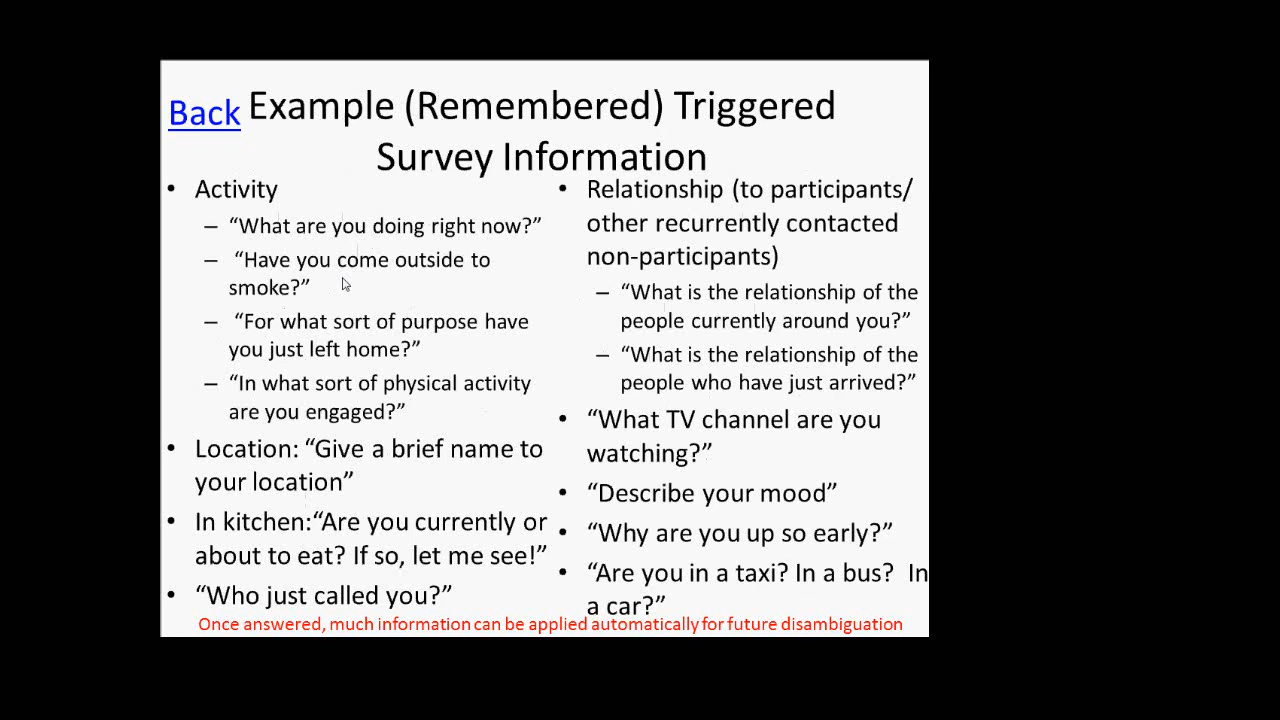 Back Example (Remembered) Triggered
Survey Information
• Activity
– “What are you doing right now?”
– “Have you come outside to
smoke?”
– “For what sort of purpose have
you just left home?”
– “In what sort of physical activity
are you engaged?”
• Location: “Give a brief name to
your location”
• In kitchen:“Are you currently or
about to eat? If so, let me see!”
• “Who just called you?”
• Relationship (to participants/
other recurrently contacted
non-participants)
– “What is the relationship of the
people currently around you?”
– “What is the relationship of the
people who have just arrived?”
• “What TV channel are you
watching?”
• “Describe your mood”
• “Why are you up so early?”
• “Are you in a taxi? In a bus? In
a car?”
Once answered, much information can be applied automatically for future disambiguation